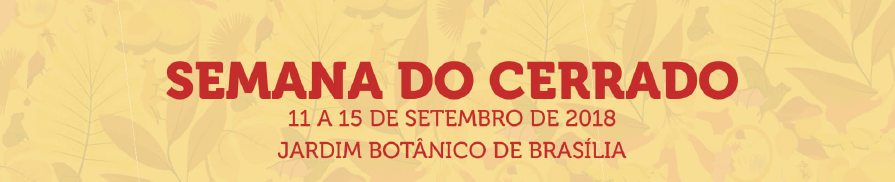 SEMANA DO CERRADO
11 A 15 DE SETEMBRO DE 2018
JARDIM BOTÂNICO DE BRASÍLIA